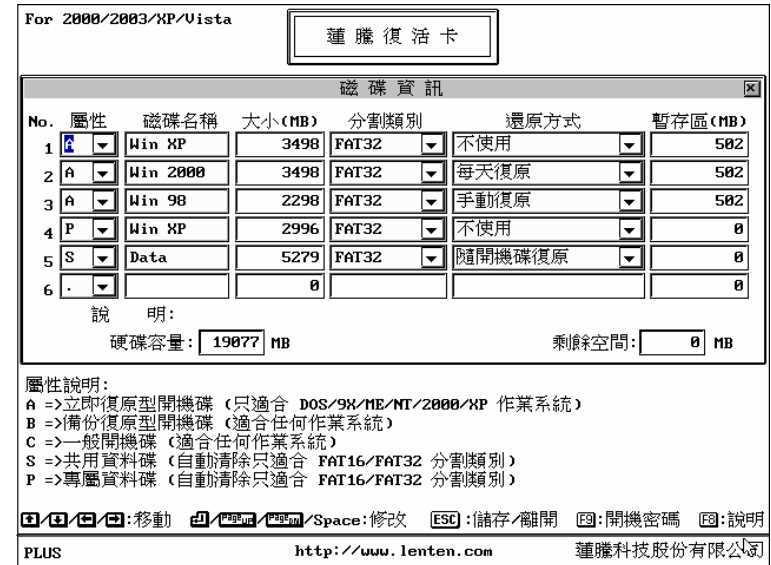 For 2000/2003/XP/Vista
蓮騰復活卡
磁碟資訊
No. 屬性 磁碟名稱 大小(MB) 分割類別 還原方式 暫存區(MB)
1 A Win XP 3498 FAT32 不使用 502
2 A Win 2000 3498 FAT32 每天復原 502
3 A Win 98 2298 FAT32 手動復原 502
4 P Win XP 2996 FAT32 不使用 0
5 S Data 5279 FAT32 隨開機碟復原 0
6 . 0 0
說 明:
硬碟容量: 19077 MB 剩餘空間: 0 MB
屬性說明:
A =>立即復原型開機碟 (只適合 DOS/9X/ME/NT/2000/XP 作業系統)
B =>備份復原型開機碟 (適合任何作業系統)
C =>一般開機碟 (適合任何作業系統)
S =>共用資料碟 (自動清除只適合 FAT16/FAT32 分割類別)
P =>專屬資料碟 (自動清除只適合 FAT16/FAT32 分割類別)
↑/↓/←/→:移動 /PageUp/PageDn/Space:修改 ESC:儲存/離開 F9:開機密碼 F8:說明
PLUS http://www.lenten.com 蓮騰科技股份有限公司